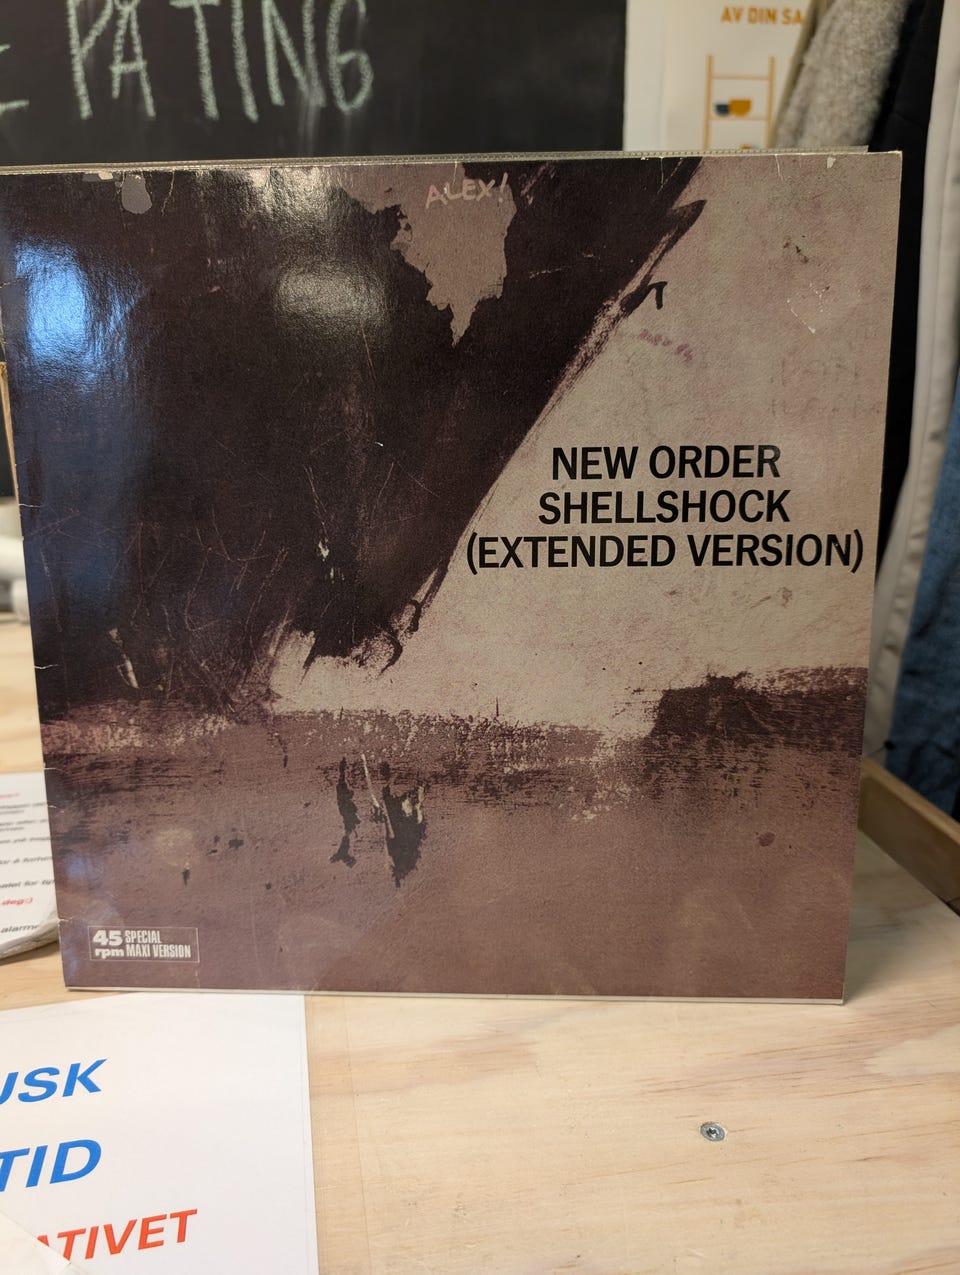 PÅ TING
AV DIN SA
ALEX!
NEW ORDER
SHELLSHOCK
(EXTENDED VERSION)
45 SPECIAL
rpm MAXI VERSION
deg:)
USK
TID
ATIVET